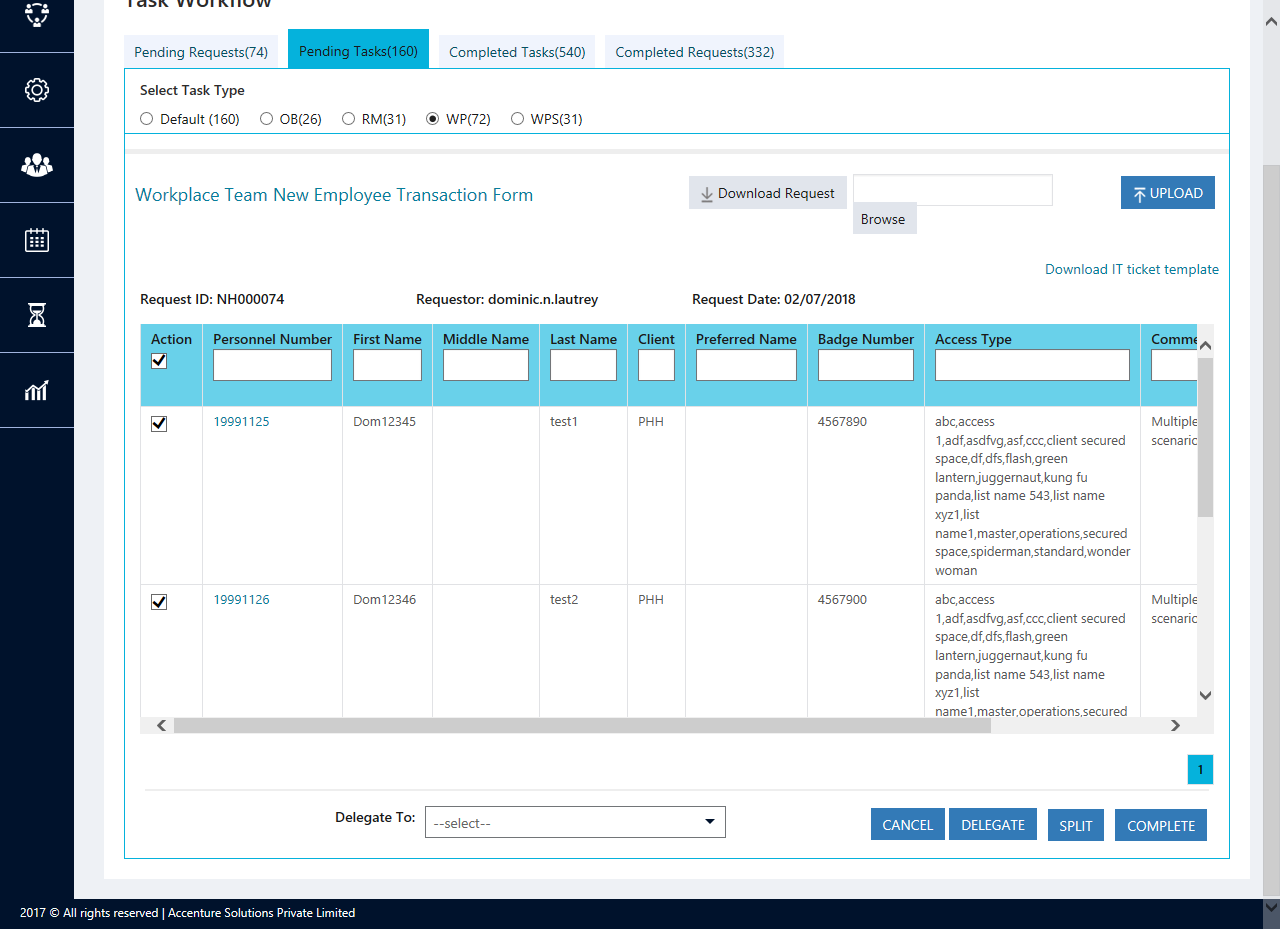 Task Workflow
Pending Requests(74)
Pending Tasks(160)
Completed Tasks(540)
Completed Requests(332)
Select Task Type
Default (160)
OB(26)
RM(31)
WP(72)
WPS(31)
Workplace Team New Employee Transaction Form
Download Request
Browse
UPLOAD
Download IT ticket template
Request ID: NH000074
Requestor: dominic.n.lautrey
Request Date: 02/07/2018
Action
Personnel Number
First Name
Middle Name
Last Name
Client
Preferred Name
Badge Number
Access Type
Comme
19991125
Dom12345
test1
PHH
4567890
abc,access
1,adf,asdfvg,asf,ccc,client secured
space,df,dfs,flash,green
lantern,juggernaut,kung fu
panda,list name 543,list name
xyz1,list
name1,master,operations,secured
space,spiderman,standard,wonder
woman
Multiple
scenaric
19991126
Dom12346
test2
PHH
4567900
abc,access
1,adf,asdfvg,asf,ccc,client secured
space,df,dfs,flash,green
lantern,juggernaut,kung fu
panda,list name 543,list name
xyz1,list
name1,master,operations,secured
Multiple
scenaric
1
Delegate To:
--select--
CANCEL
DELEGATE
SPLIT
COMPLETE
2017 © All rights reserved | Accenture Solutions Private Limited